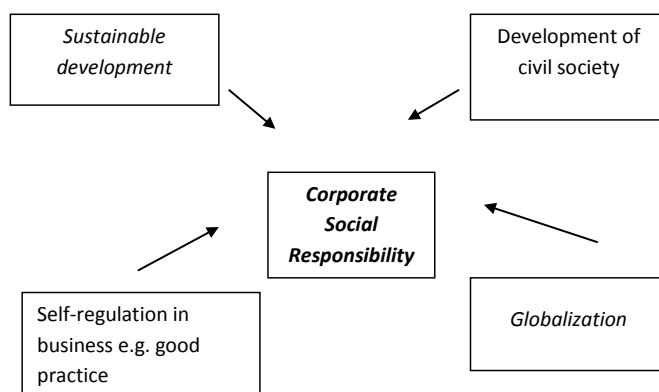 Sustainable
development
Development of
civil society
Corporate
Social
Responsibility
Self-regulation in
business e.g. good
practice
Globalization